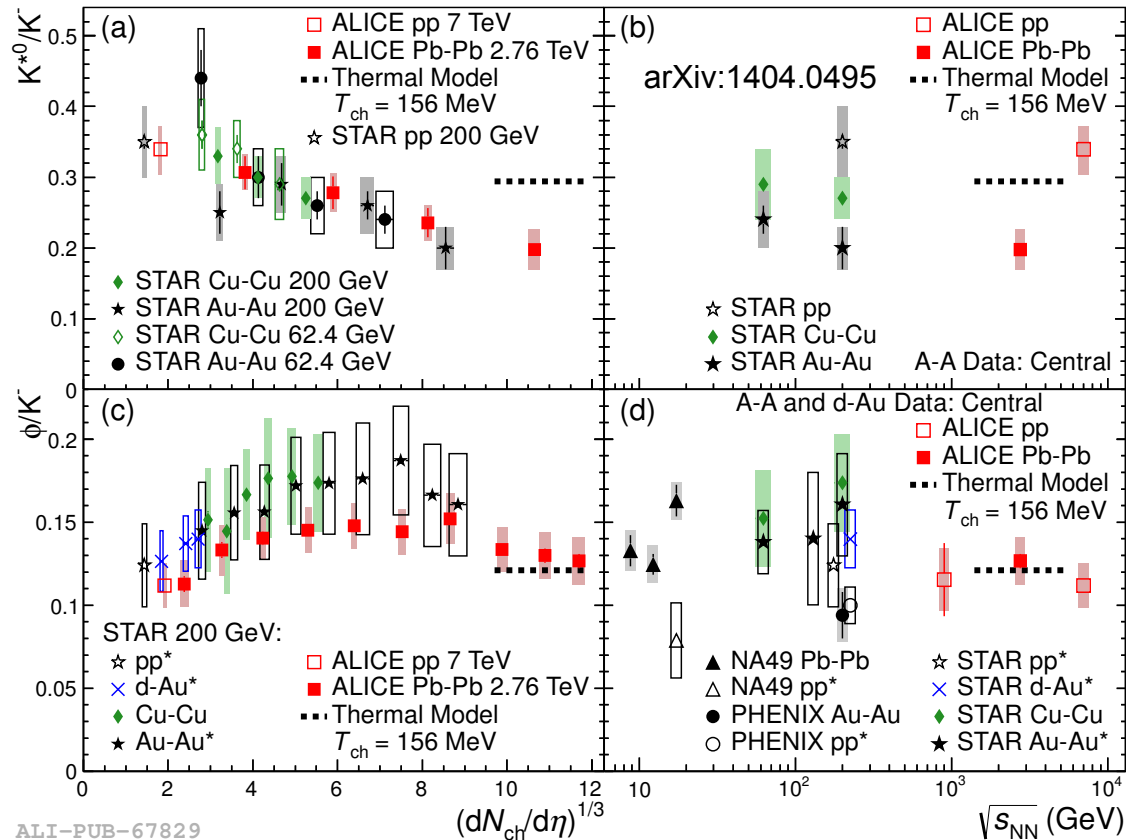 K*0/K-
0.5
0.4
0.3
0.2
0.1
0
(a)
ALICE pp 7 TeV
ALICE Pb-Pb 2.76 TeV
Thermal Model
Tch = 156 MeV
STAR pp 200 GeV
STAR Cu-Cu 200 GeV
STAR Au-Au 200 GeV
STAR Cu-Cu 62.4 GeV
STAR Au-Au 62.4 GeV
(b)
arXiv:1404.0495
ALICE pp
ALICE Pb-Pb
Thermal Model
Tch = 156 MeV
STAR pp
STAR Cu-Cu
STAR Au-Au
A-A Data: Central
ϕ/K-
0.2
0.15
0.1
0.05
0
(c)
STAR 200 GeV:
pp*
d-Au*
Cu-Cu
Au-Au*
ALICE pp 7 TeV
ALICE Pb-Pb 2.76 TeV
Thermal Model
Tch = 156 MeV
0 2 4 6 8 10 12
(dNch/dη)1/3
(d)
A-A and d-Au Data: Central
ALICE pp
ALICE Pb-Pb
Thermal Model
Tch = 156 MeV
NA49 Pb-Pb
NA49 pp*
PHENIX Au-Au
PHENIX pp*
STAR pp*
STAR d-Au*
STAR Cu-Cu
STAR Au-Au*
10 10² 10³ 10⁴
√sNN (GeV)
ALI-PUB-67829